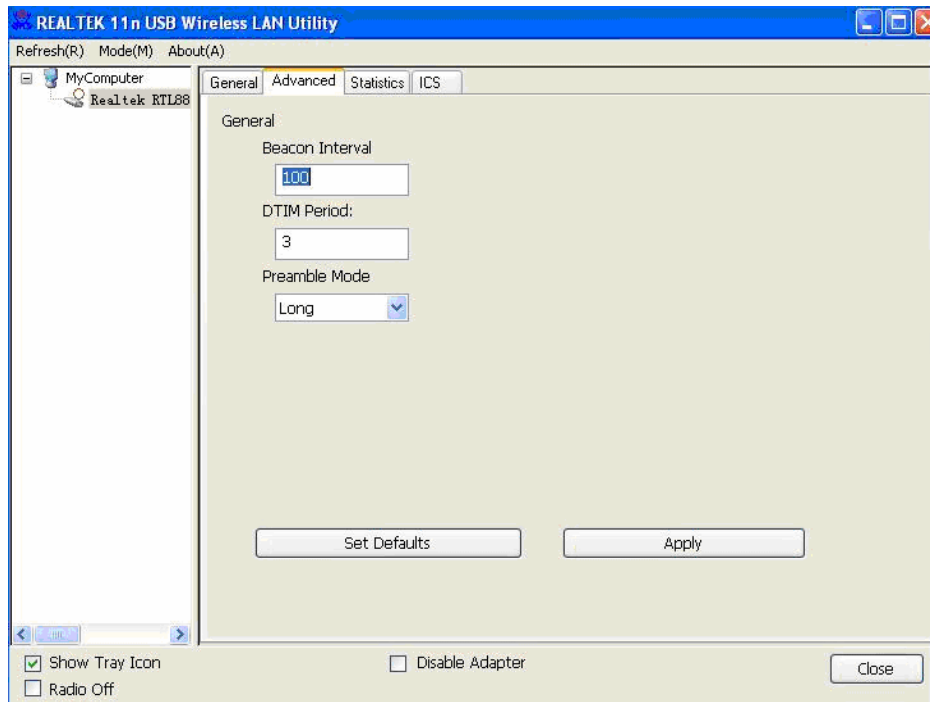 REALTEK 11n USB Wireless LAN Utility
Refresh(R) Mode(M) About(A)
MyComputer
Realtek RTL88
General Advanced Statistics ICS
General
Beacon Interval
100
DTIM Period:
3
Preamble Mode
Long
Set Defaults Apply
Show Tray Icon
Radio Off
Disable Adapter
Close